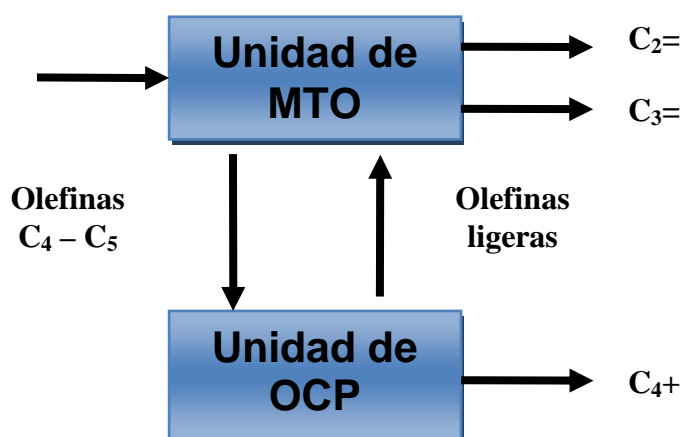 Unidad de
MTO
C₂=
C₃=
Olefinas
C₄ – C₅
Olefinas
ligeras
Unidad de
OCP
C₄+